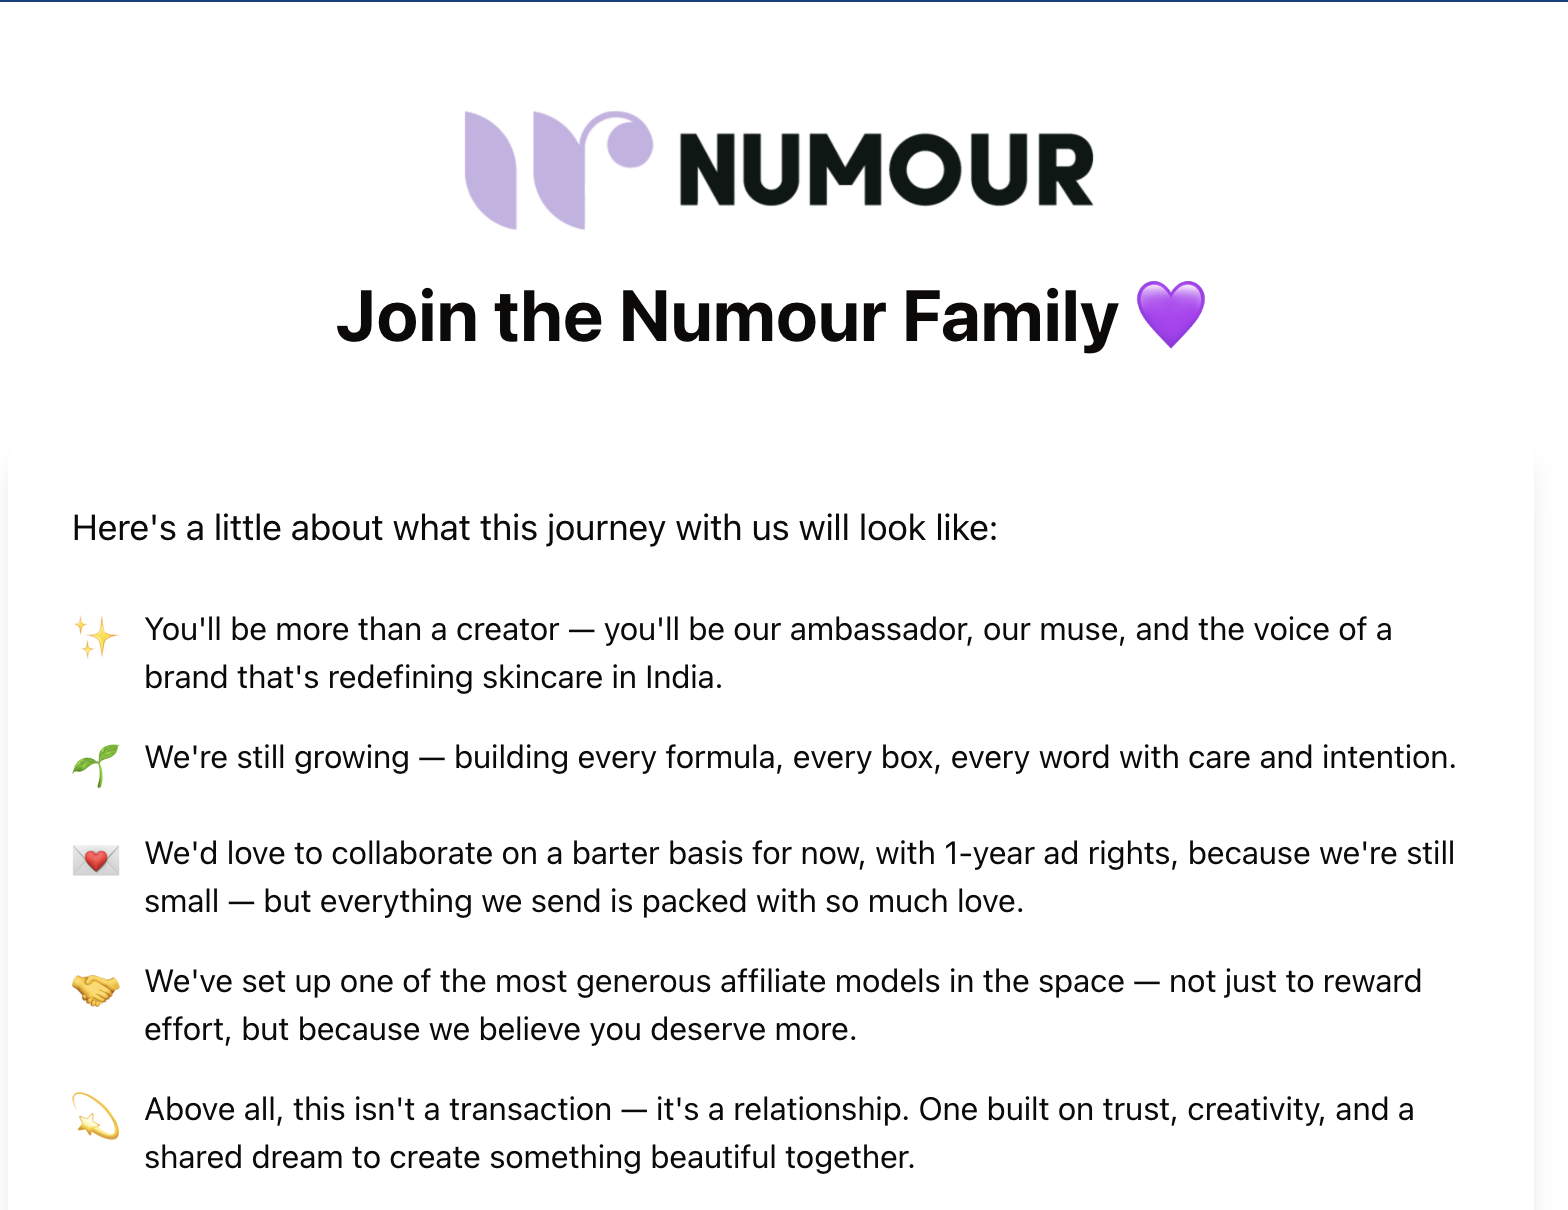 NUMOUR
Join the Numour Family 💜
Here's a little about what this journey with us will look like:
✨ You'll be more than a creator — you'll be our ambassador, our muse, and the voice of a
brand that's redefining skincare in India.
🌱 We're still growing — building every formula, every box, every word with care and intention.
💌 We'd love to collaborate on a barter basis for now, with 1-year ad rights, because we're still
small — but everything we send is packed with so much love.
🤝 We've set up one of the most generous affiliate models in the space — not just to reward
effort, but because we believe you deserve more.
💫 Above all, this isn't a transaction — it's a relationship. One built on trust, creativity, and a
shared dream to create something beautiful together.